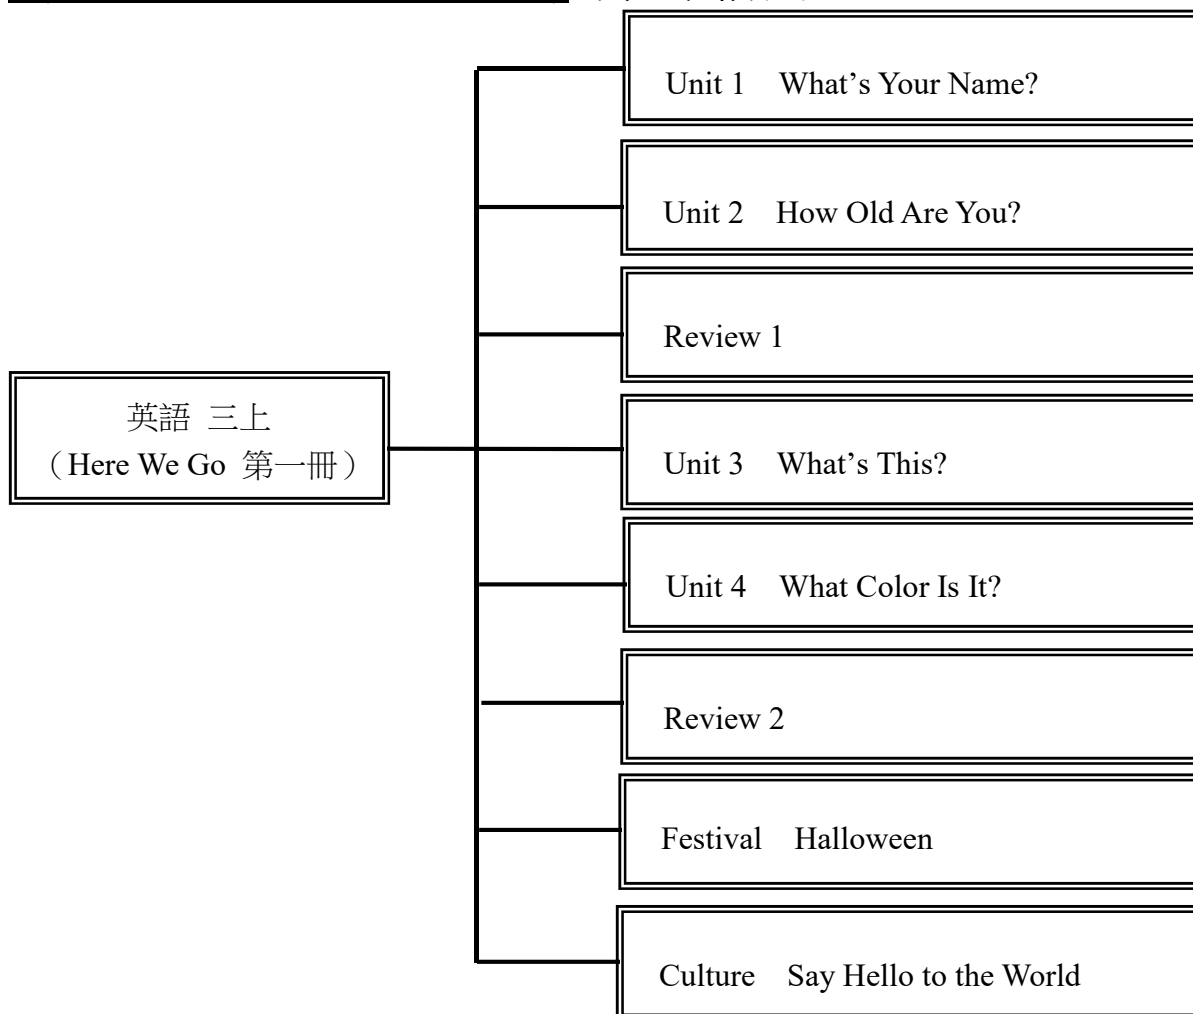 Unit 1 What’s Your Name?
Unit 2 How Old Are You?
Review 1
英語 三上
（Here We Go 第一冊）
Unit 3 What’s This?
Unit 4 What Color Is It?
Review 2
Festival Halloween
Culture Say Hello to the World